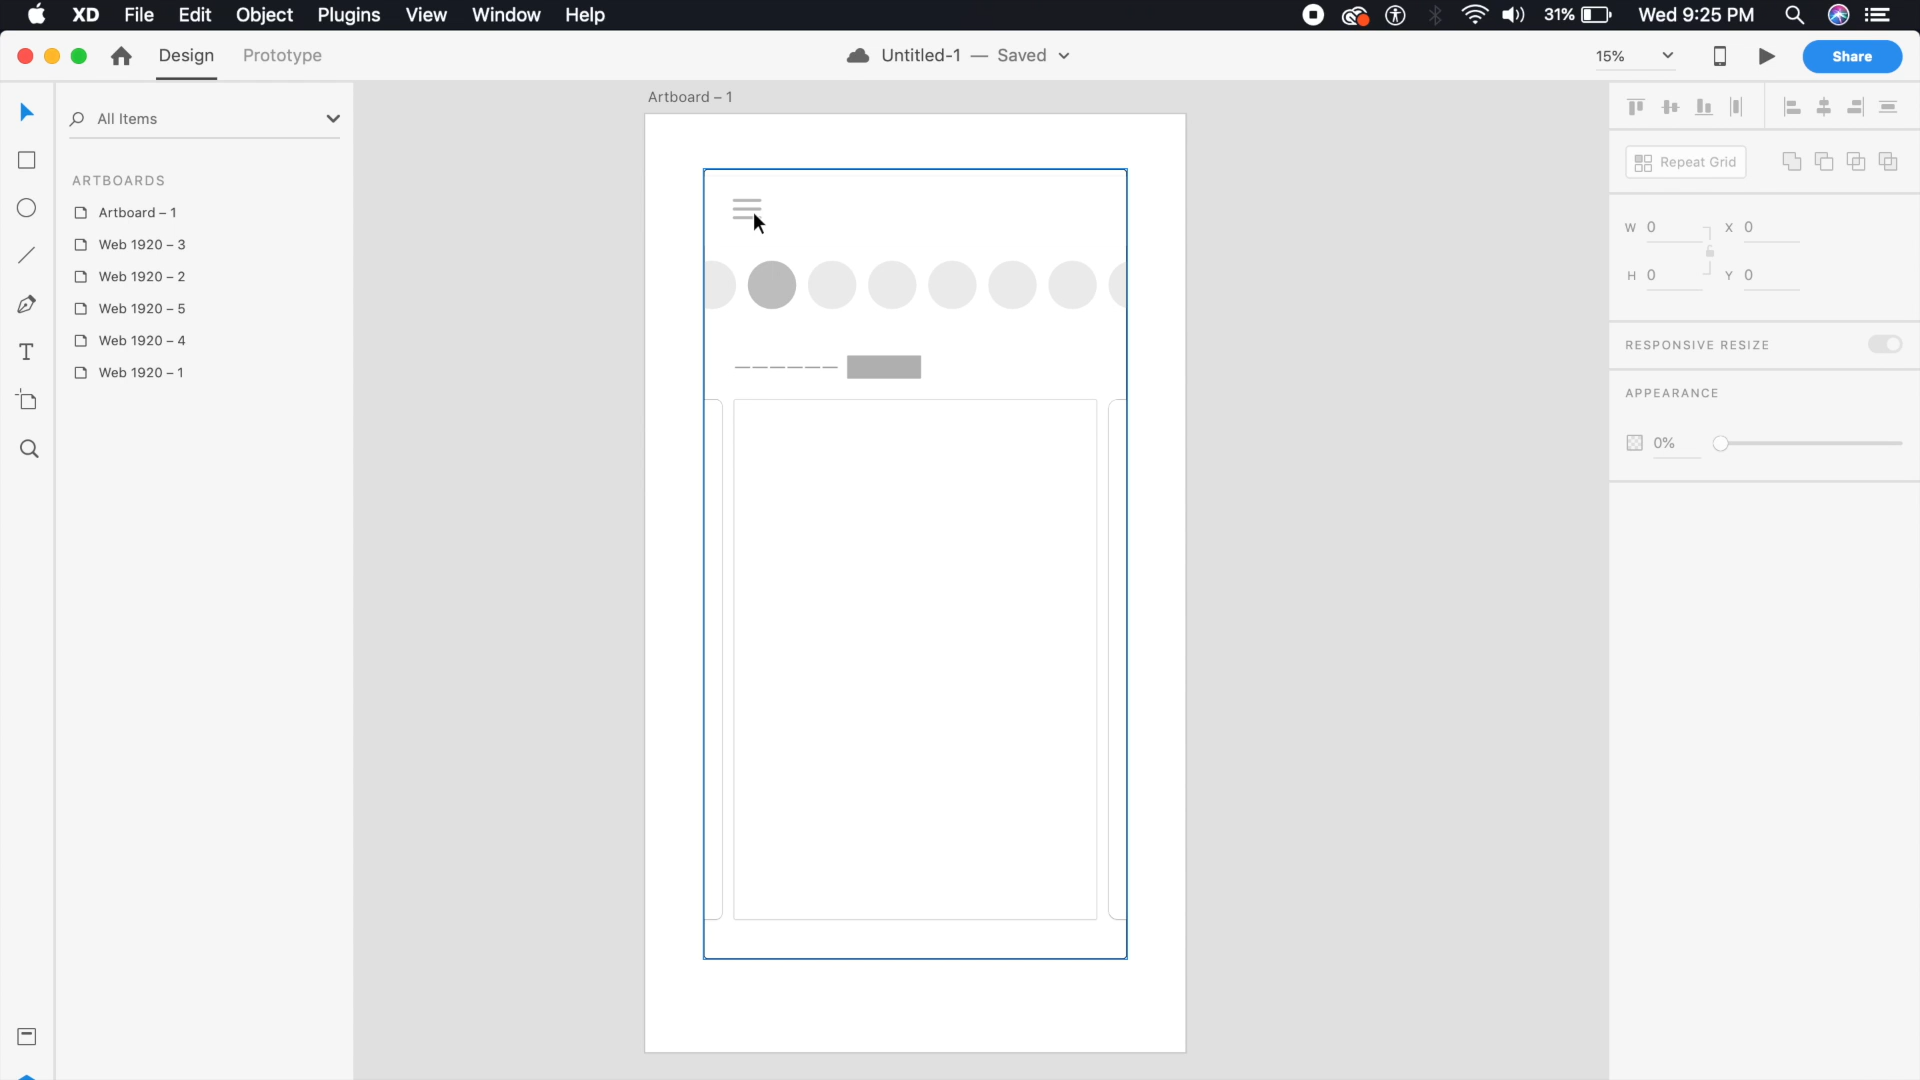 XD File Edit Object Plugins View Window Help 31% Wed 9:25 PM
Design Prototype Untitled-1 — Saved 15% Share
All Items
ARTBOARDS
Artboard – 1
Web 1920 – 3
Web 1920 – 2
Web 1920 – 5
Web 1920 – 4
Web 1920 – 1
Artboard – 1
Repeat Grid
W 0 X 0
H 0 Y 0
RESPONSIVE RESIZE
APPEARANCE
0%